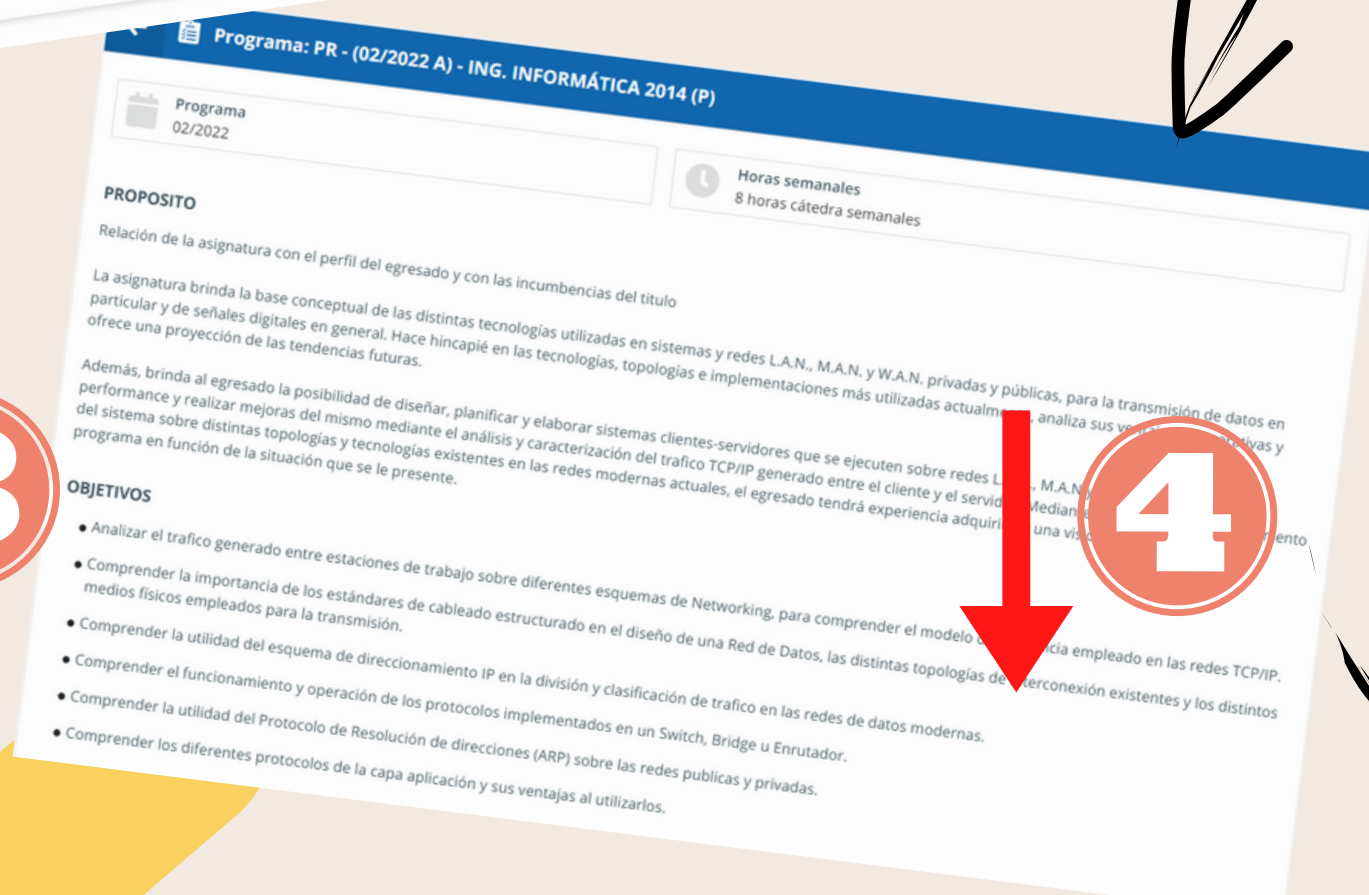 Programa: PR - (02/2022 A) - ING. INFORMÁTICA 2014 (P)
Programa
02/2022
Horas semanales
8 horas cátedra semanales
PROPOSITO
Relación de la asignatura con el perfil del egresado y con las incumbencias del titulo
La asignatura brinda la base conceptual de las distintas tecnologías utilizadas en sistemas y redes L.A.N., M.A.N. y W.A.N. privadas y públicas, para la transmisión de datos en
particular y de señales digitales en general. Hace hincapié en las tecnologías, topologías e implementaciones más utilizadas actualmente, analiza sus y
ofrece una proyección de las tendencias futuras.
Además, brinda al egresado la posibilidad de diseñar, planificar y elaborar sistemas clientes-servidores que se ejecuten sobre redes M.A.N
performance y realizar mejoras del mismo mediante el análisis y caracterización del trafico TCP/IP generado entre el cliente y el
del sistema sobre distintas topologías y tecnologías existentes en las redes modernas actuales, el egresado tendrá experiencia una
programa en función de la situación que se le presente.
OBJETIVOS
• Analizar el trafico generado entre estaciones de trabajo sobre diferentes esquemas de Networking, para comprender el modelo empleado en las redes TCP/IP.
• Comprender la importancia de los estándares de cableado estructurado en el diseño de una Red de Datos, las distintas topologías de interconexión existentes y los distintos
medios físicos empleados para la transmisión.
• Comprender la utilidad del esquema de direccionamiento IP en la división y clasificación de trafico en las redes de datos modernas.
• Comprender el funcionamiento y operación de los protocolos implementados en un Switch, Bridge u Enrutador.
• Comprender la utilidad del Protocolo de Resolución de direcciones (ARP) sobre las redes publicas y privadas.
• Comprender los diferentes protocolos de la capa aplicación y sus ventajas al utilizarlos.
4